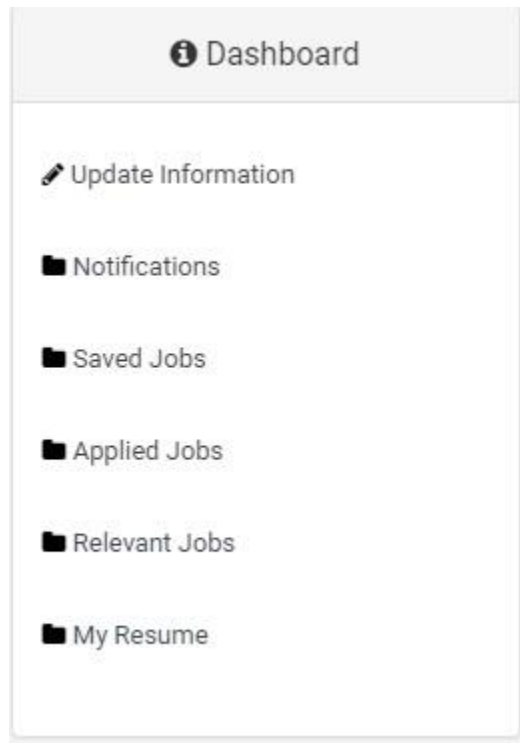 Dashboard
Update Information
Notifications
Saved Jobs
Applied Jobs
Relevant Jobs
My Resume